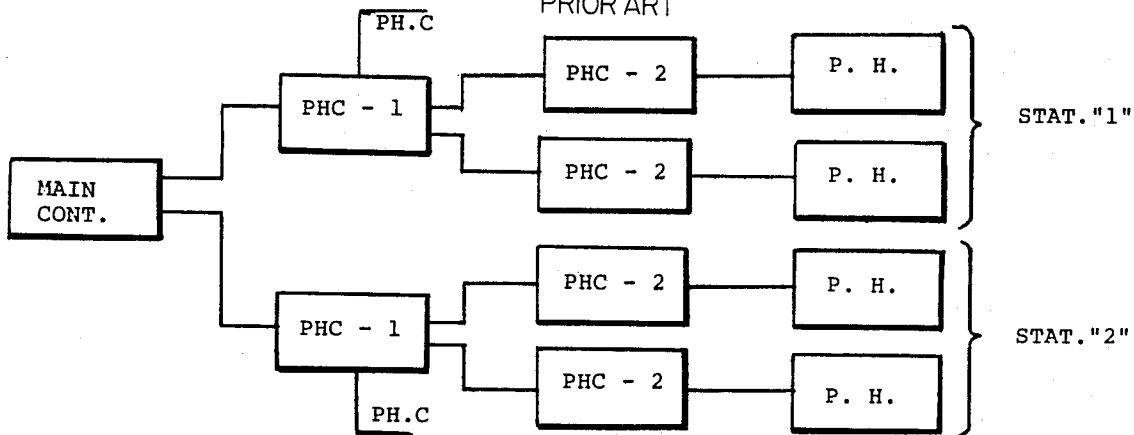 PRIOR ART
PH.C
PHC - 1
PHC - 2
P. H.
STAT."1"
PHC - 2
P. H.
MAIN
CONT.
PHC - 2
P. H.
PHC - 1
STAT."2"
PHC - 2
P. H.
PH.C